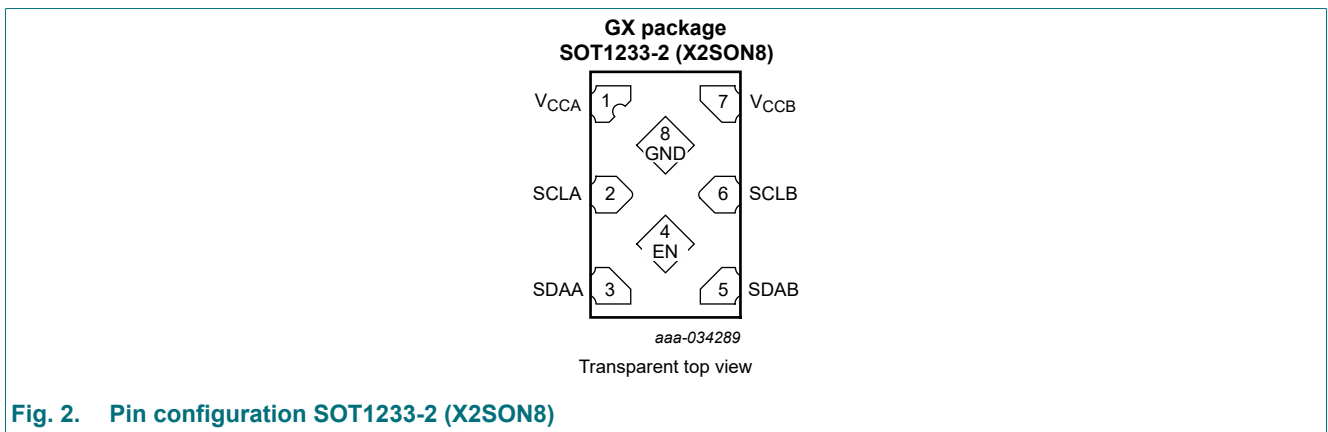 GX package
SOT1233-2 (X2SON8)
VCCA 1 7 VCCB
8
GND
SCLA 2 6 SCLB
4
EN
SDAA 3 5 SDAB
aaa-034289
Transparent top view
Fig. 2. Pin configuration SOT1233-2 (X2SON8)